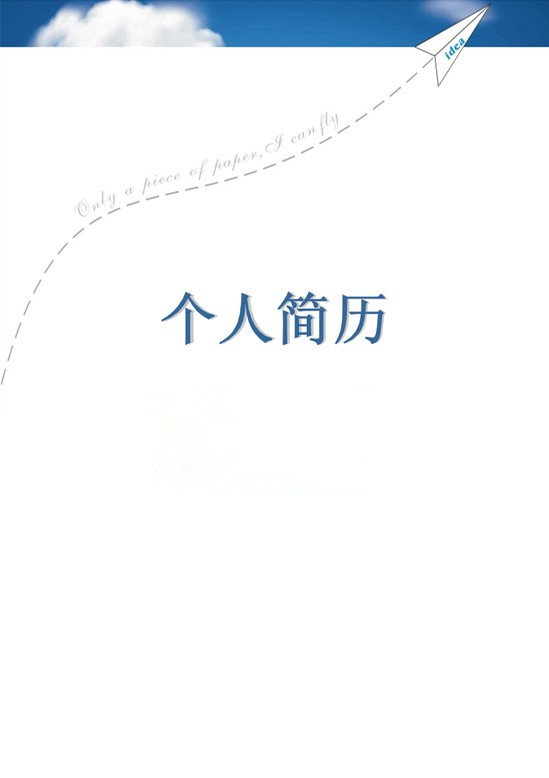 idea
Only a piece of paper, I can fly
个人简历